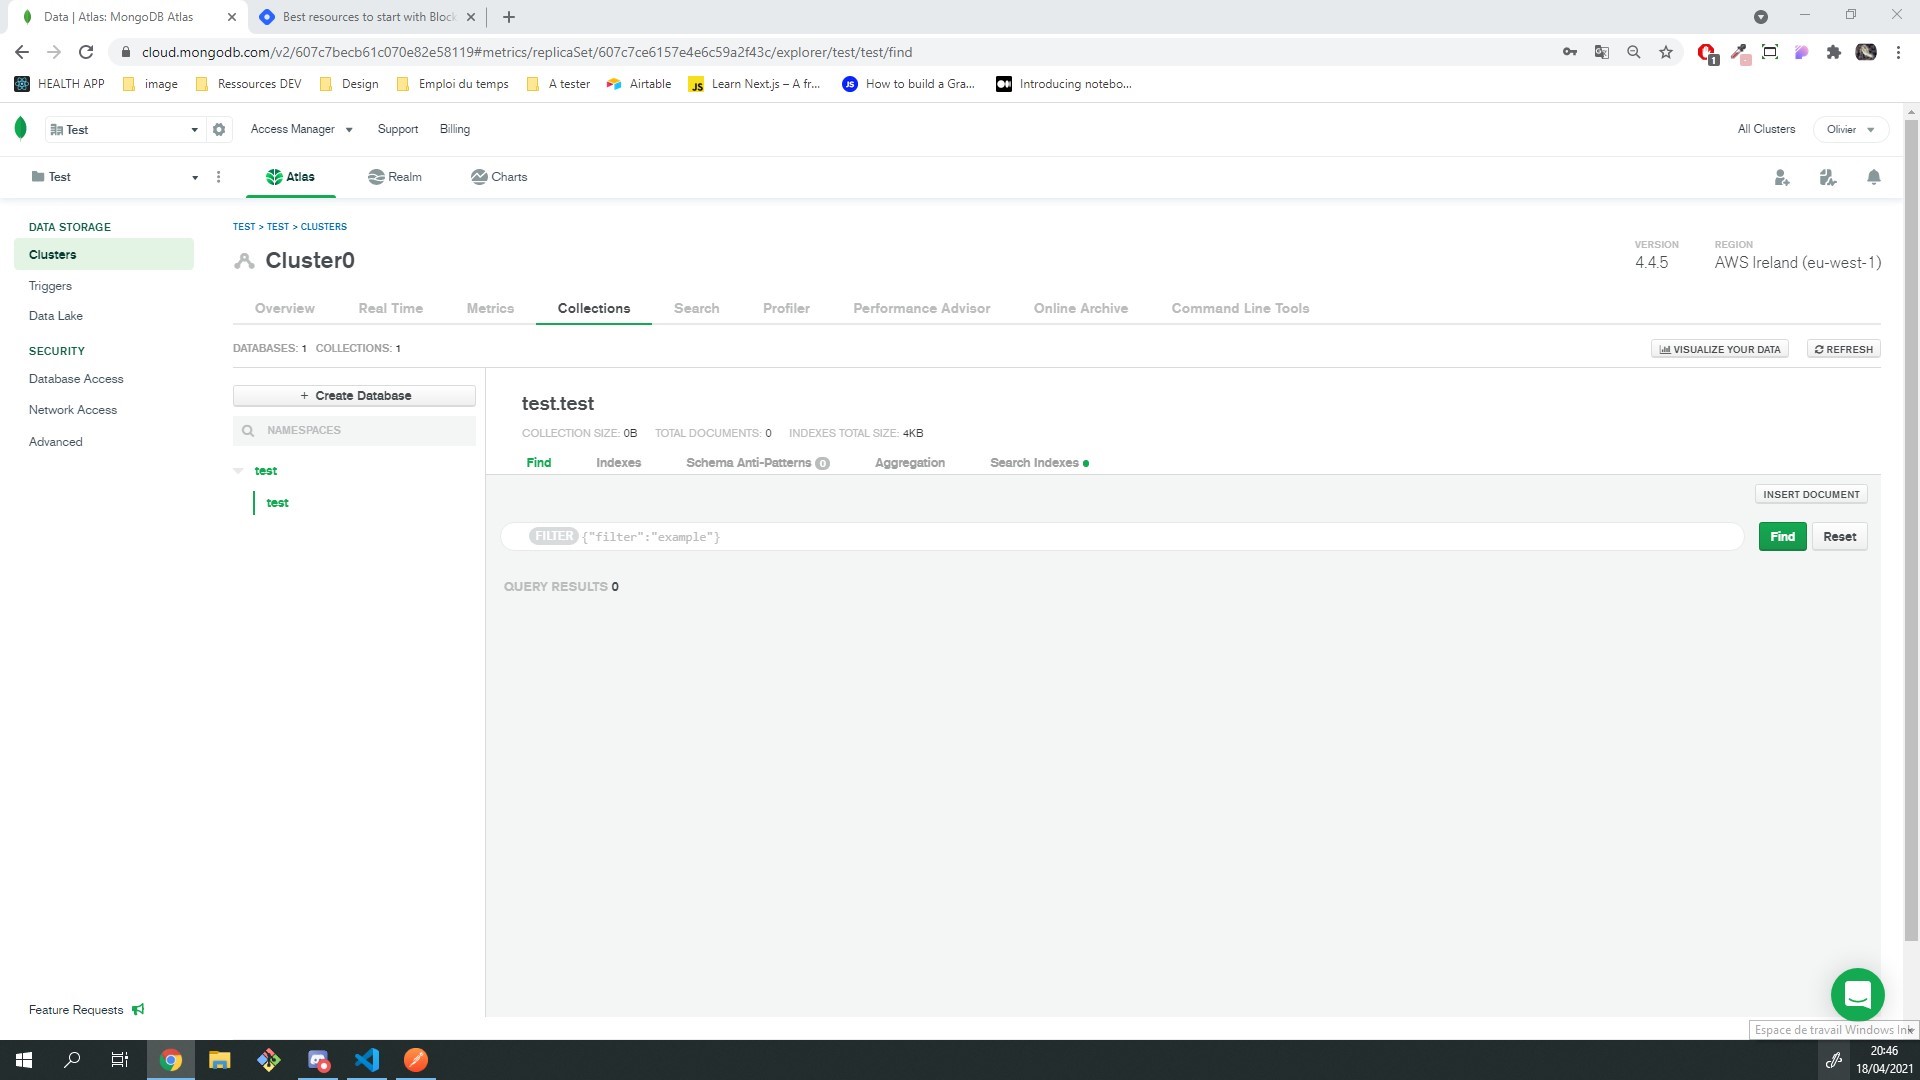 Data | Atlas: MongoDB Atlas
Best resources to start with Block
cloud.mongodb.com/v2/607c7becb61c070e82e58119#metrics/replicaSet/607c7ce6157e4e6c59a2f43c/explorer/test/test/find
1
HEALTH APP
image
Ressources DEV
Design
Emploi du temps
A tester
Airtable
JS Learn Next.js – A fr...
JS How to build a Gra...
Introducing notebo...
Test
Access Manager
Support
Billing
All Clusters
Olivier
Test
Atlas
Realm
Charts
DATA STORAGE
Clusters
Triggers
Data Lake
SECURITY
Database Access
Network Access
Advanced
Feature Requests
TEST > TEST > CLUSTERS
Cluster0
VERSION
4.4.5
REGION
AWS Ireland (eu-west-1)
Overview
Real Time
Metrics
Collections
Search
Profiler
Performance Advisor
Online Archive
Command Line Tools
DATABASES: 1 COLLECTIONS: 1
VISUALIZE YOUR DATA
REFRESH
+ Create Database
NAMESPACES
test
test
test.test
COLLECTION SIZE: 0B TOTAL DOCUMENTS: 0 INDEXES TOTAL SIZE: 4KB
Find
Indexes
Schema Anti-Patterns 0
Aggregation
Search Indexes
INSERT DOCUMENT
FILTER {"filter":"example"}
Find
Reset
QUERY RESULTS 0
Espace de travail Windows Ink
20:46
18/04/2021